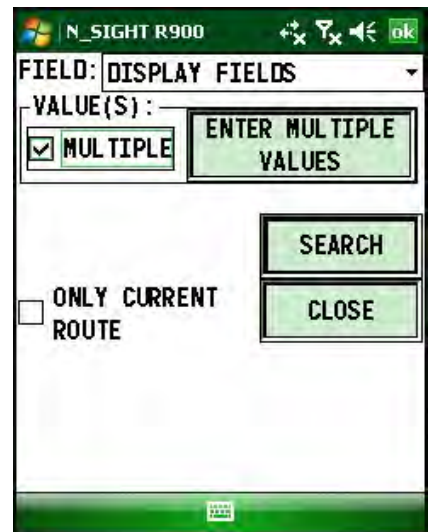 N_SIGHT R900 ok
FIELD: DISPLAY FIELDS
VALUE(S):
MULTIPLE
ENTER MULTIPLE
VALUES
SEARCH
ONLY CURRENT
ROUTE
CLOSE